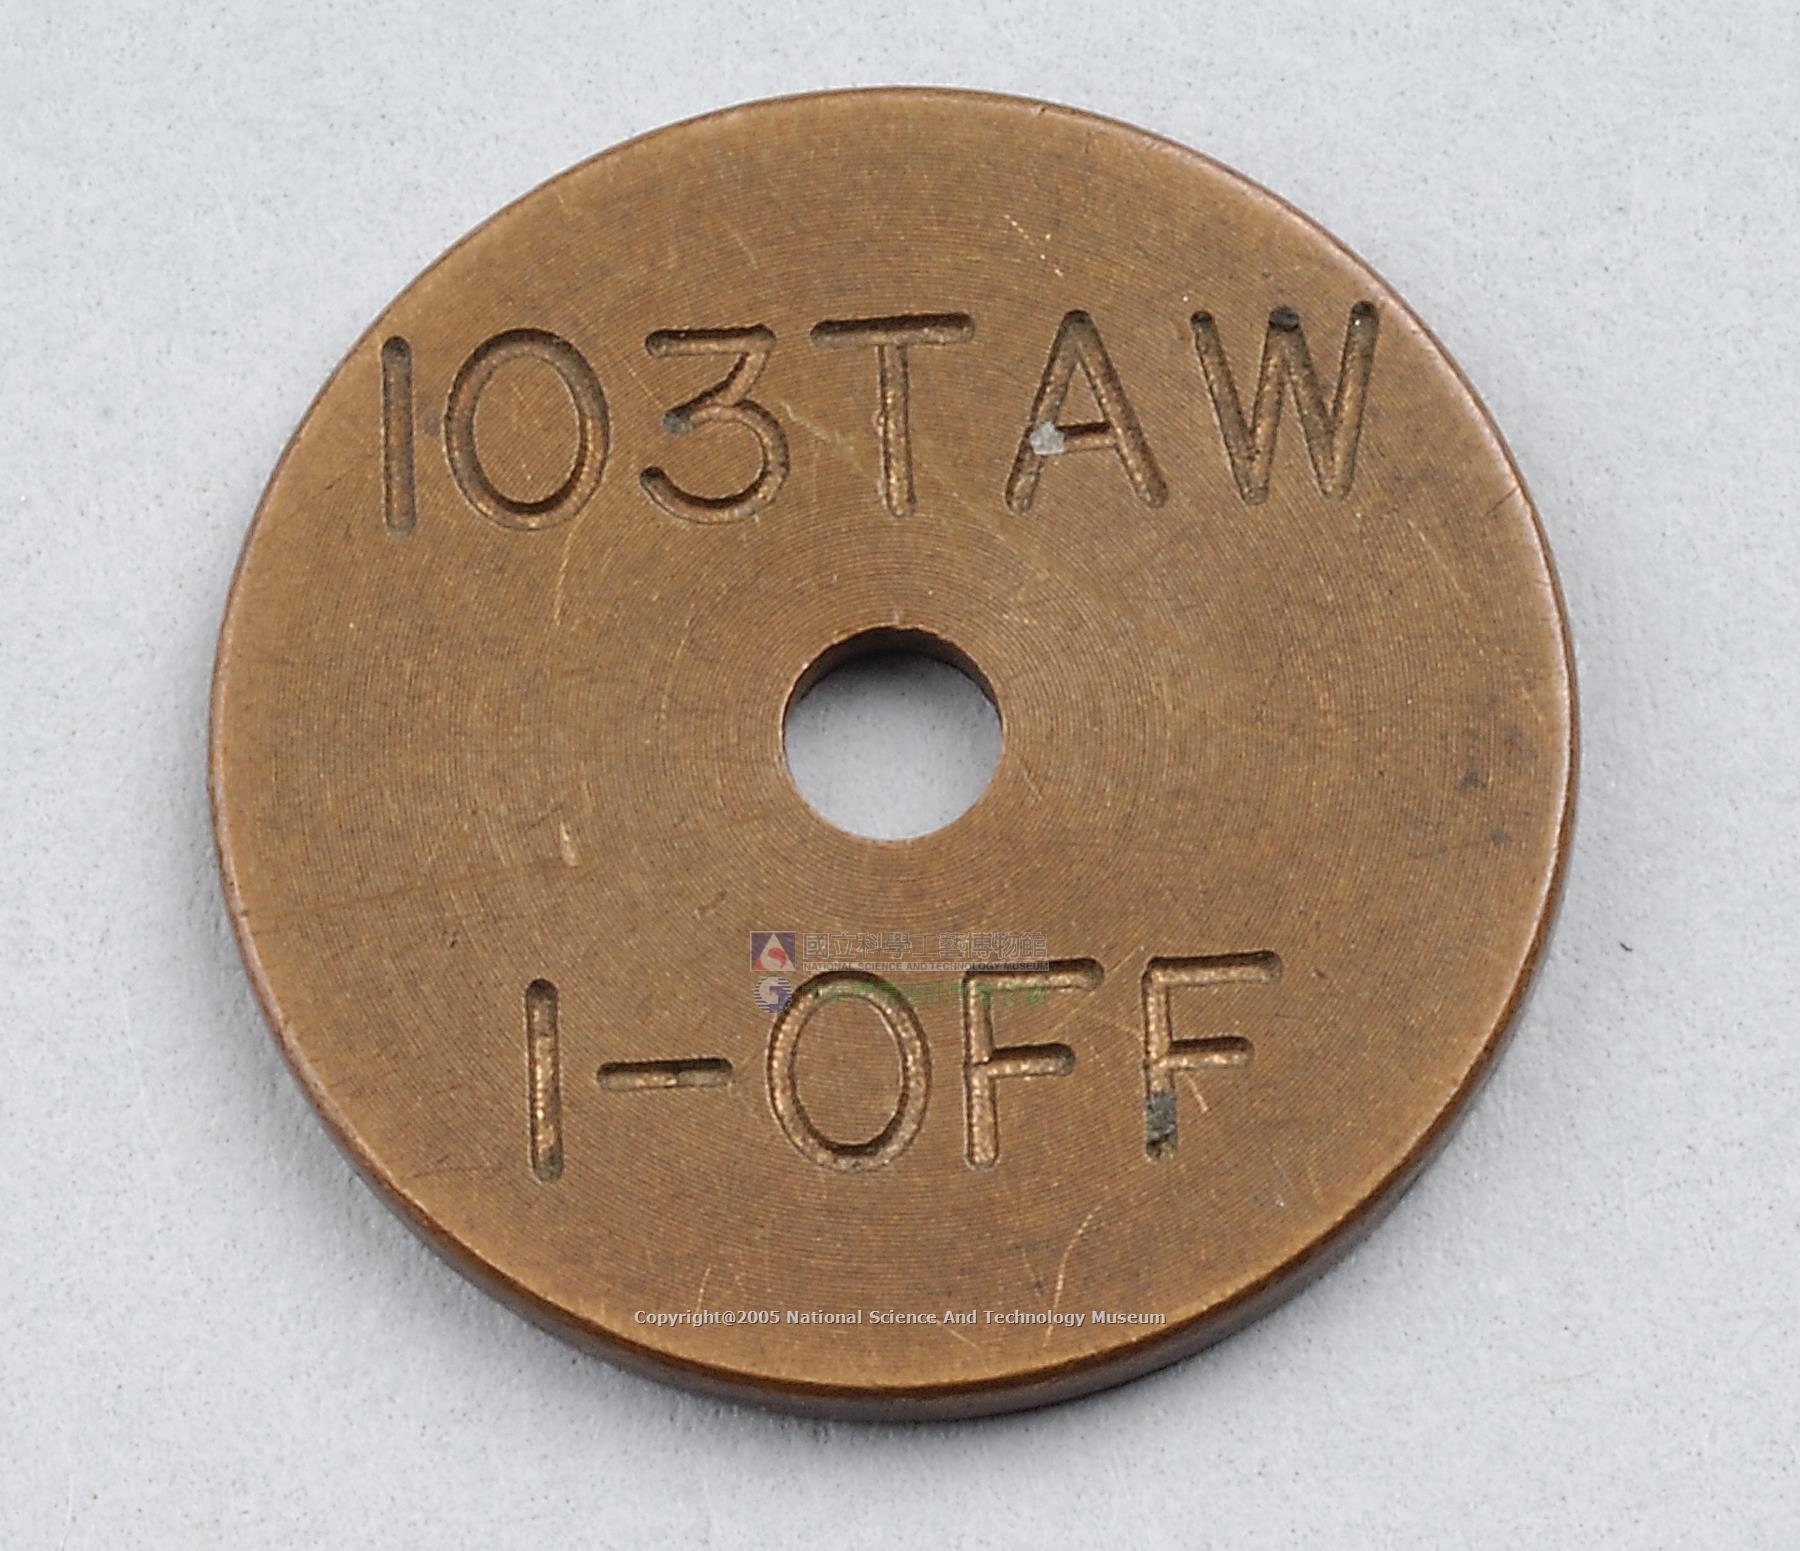 103TAW
國立科學工藝博物館
NATIONAL SCIENCE AND TECHNOLOGY MUSEUM
1-OFF
Copyright@2005 National Science And Technology Museum